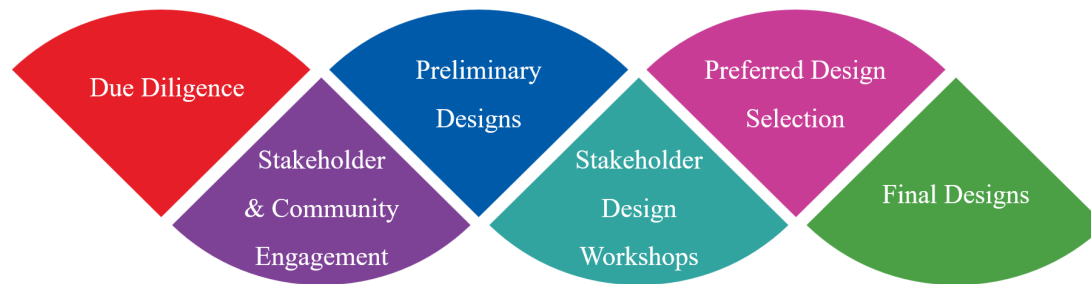 Due Diligence
Stakeholder
& Community
Engagement
Preliminary
Designs
Stakeholder
Design
Workshops
Preferred Design
Selection
Final Designs